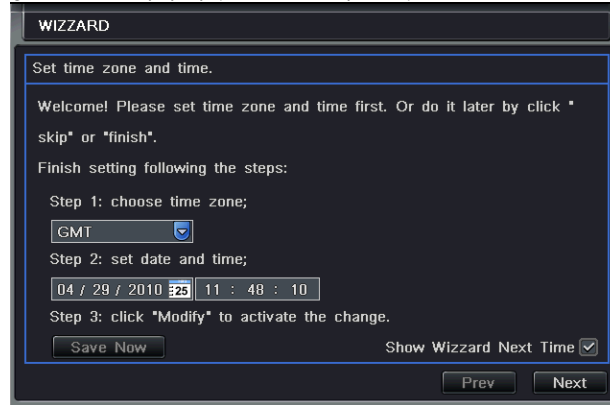 WIZZARD
Set time zone and time.
Welcome! Please set time zone and time first. Or do it later by click "
skip" or "finish".
Finish setting following the steps:
Step 1: choose time zone;
GMT
Step 2: set date and time;
04 / 29 / 2010 25 11 : 48 : 10
Step 3: click "Modify" to activate the change.
Save Now Show Wizzard Next Time
Prev Next